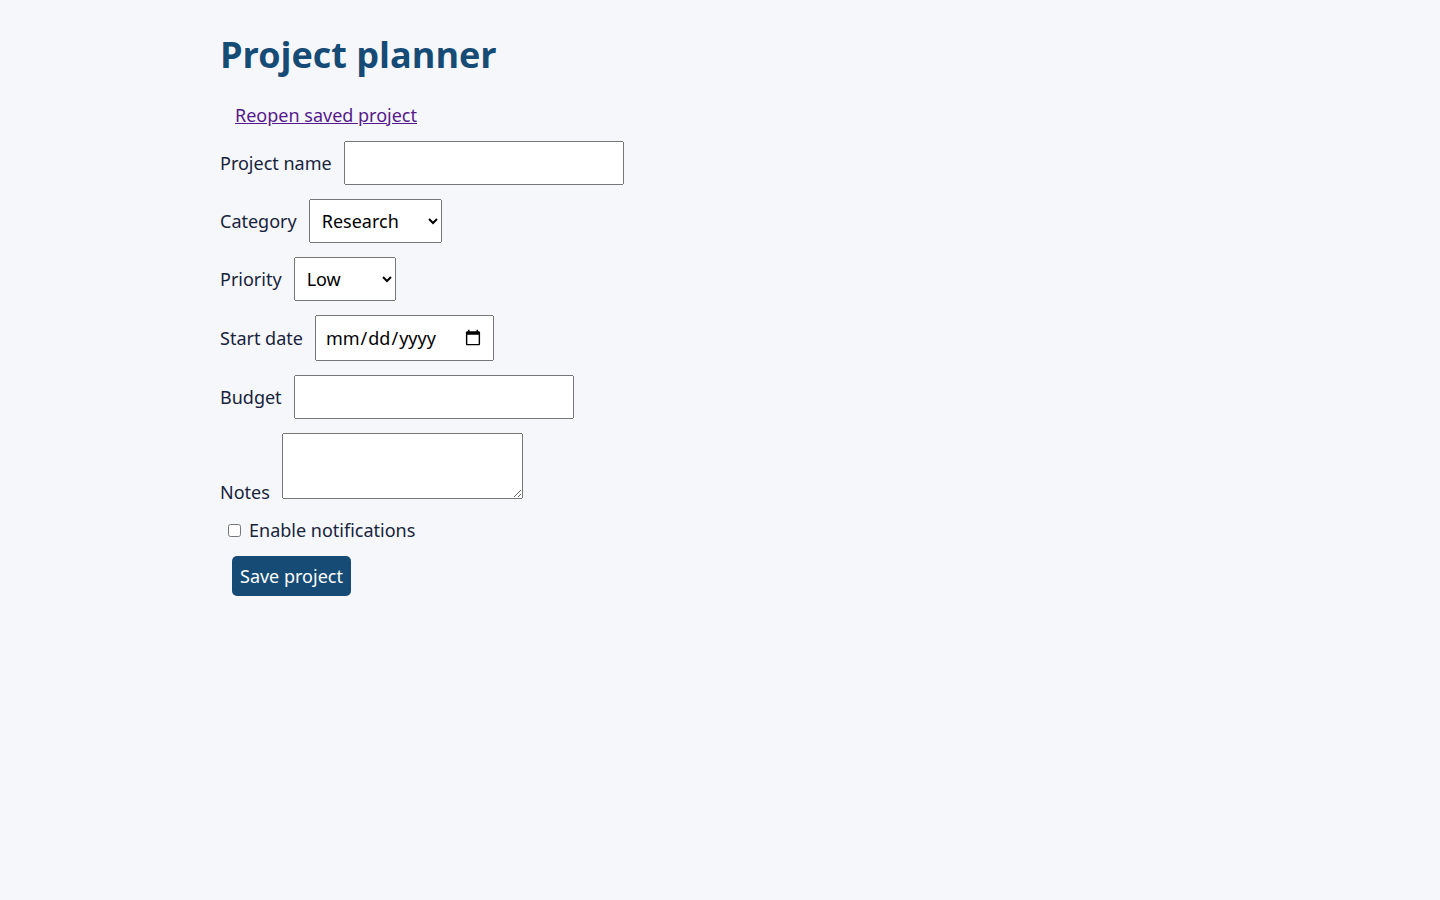 Project planner
Reopen saved project
Project name
Category Research
Priority Low
Start date mm/dd/yyyy
Budget
Notes
Enable notifications
Save project